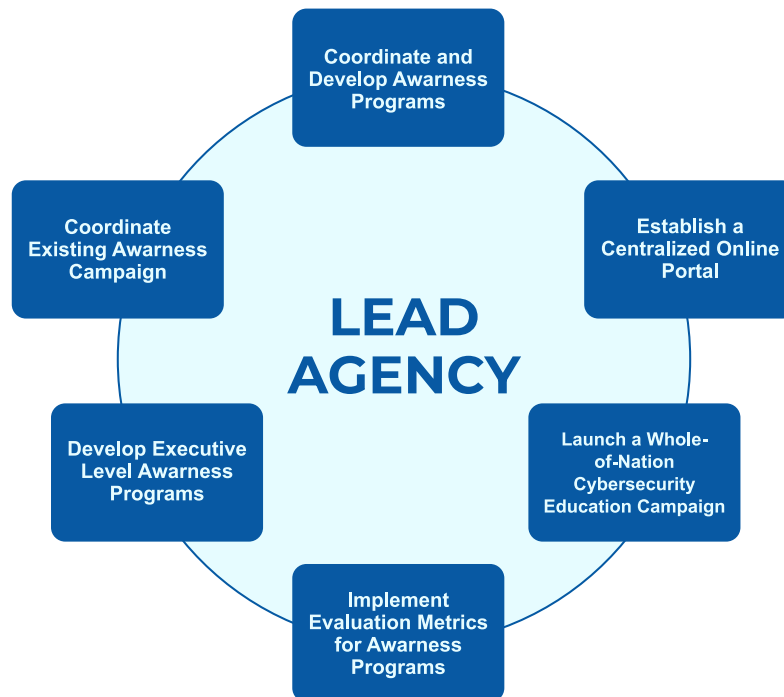 Coordinate and
Develop Awarness
Programs
Establish a
Centralized Online
Portal
Launch a Whole-
of-Nation
Cybersecurity
Education Campaign
Implement
Evaluation Metrics
for Awarness
Programs
Develop Executive
Level Awarness
Programs
Coordinate
Existing Awarness
Campaign
LEAD
AGENCY